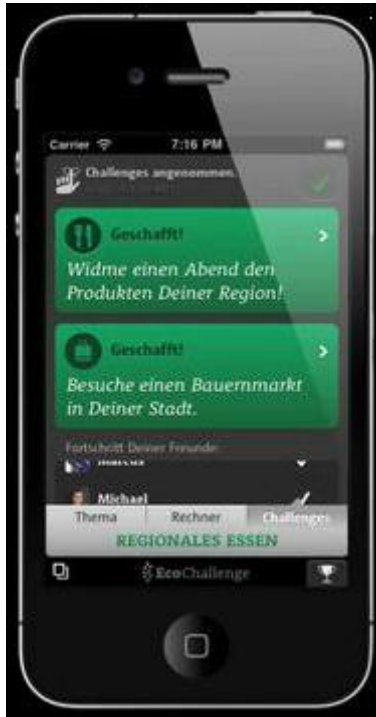 Carrier 7:16 PM
Challenges angenommen.
Geschafft!
Widme einen Abend den
Produkten Deiner Region!
Geschafft!
Besuche einen Bauernmarkt
in Deiner Stadt.
Fortschritt Deiner Freunde:
Marcus
Michael
Thema Rechner Challenges
REGIONALES ESSEN
EcoChallenge